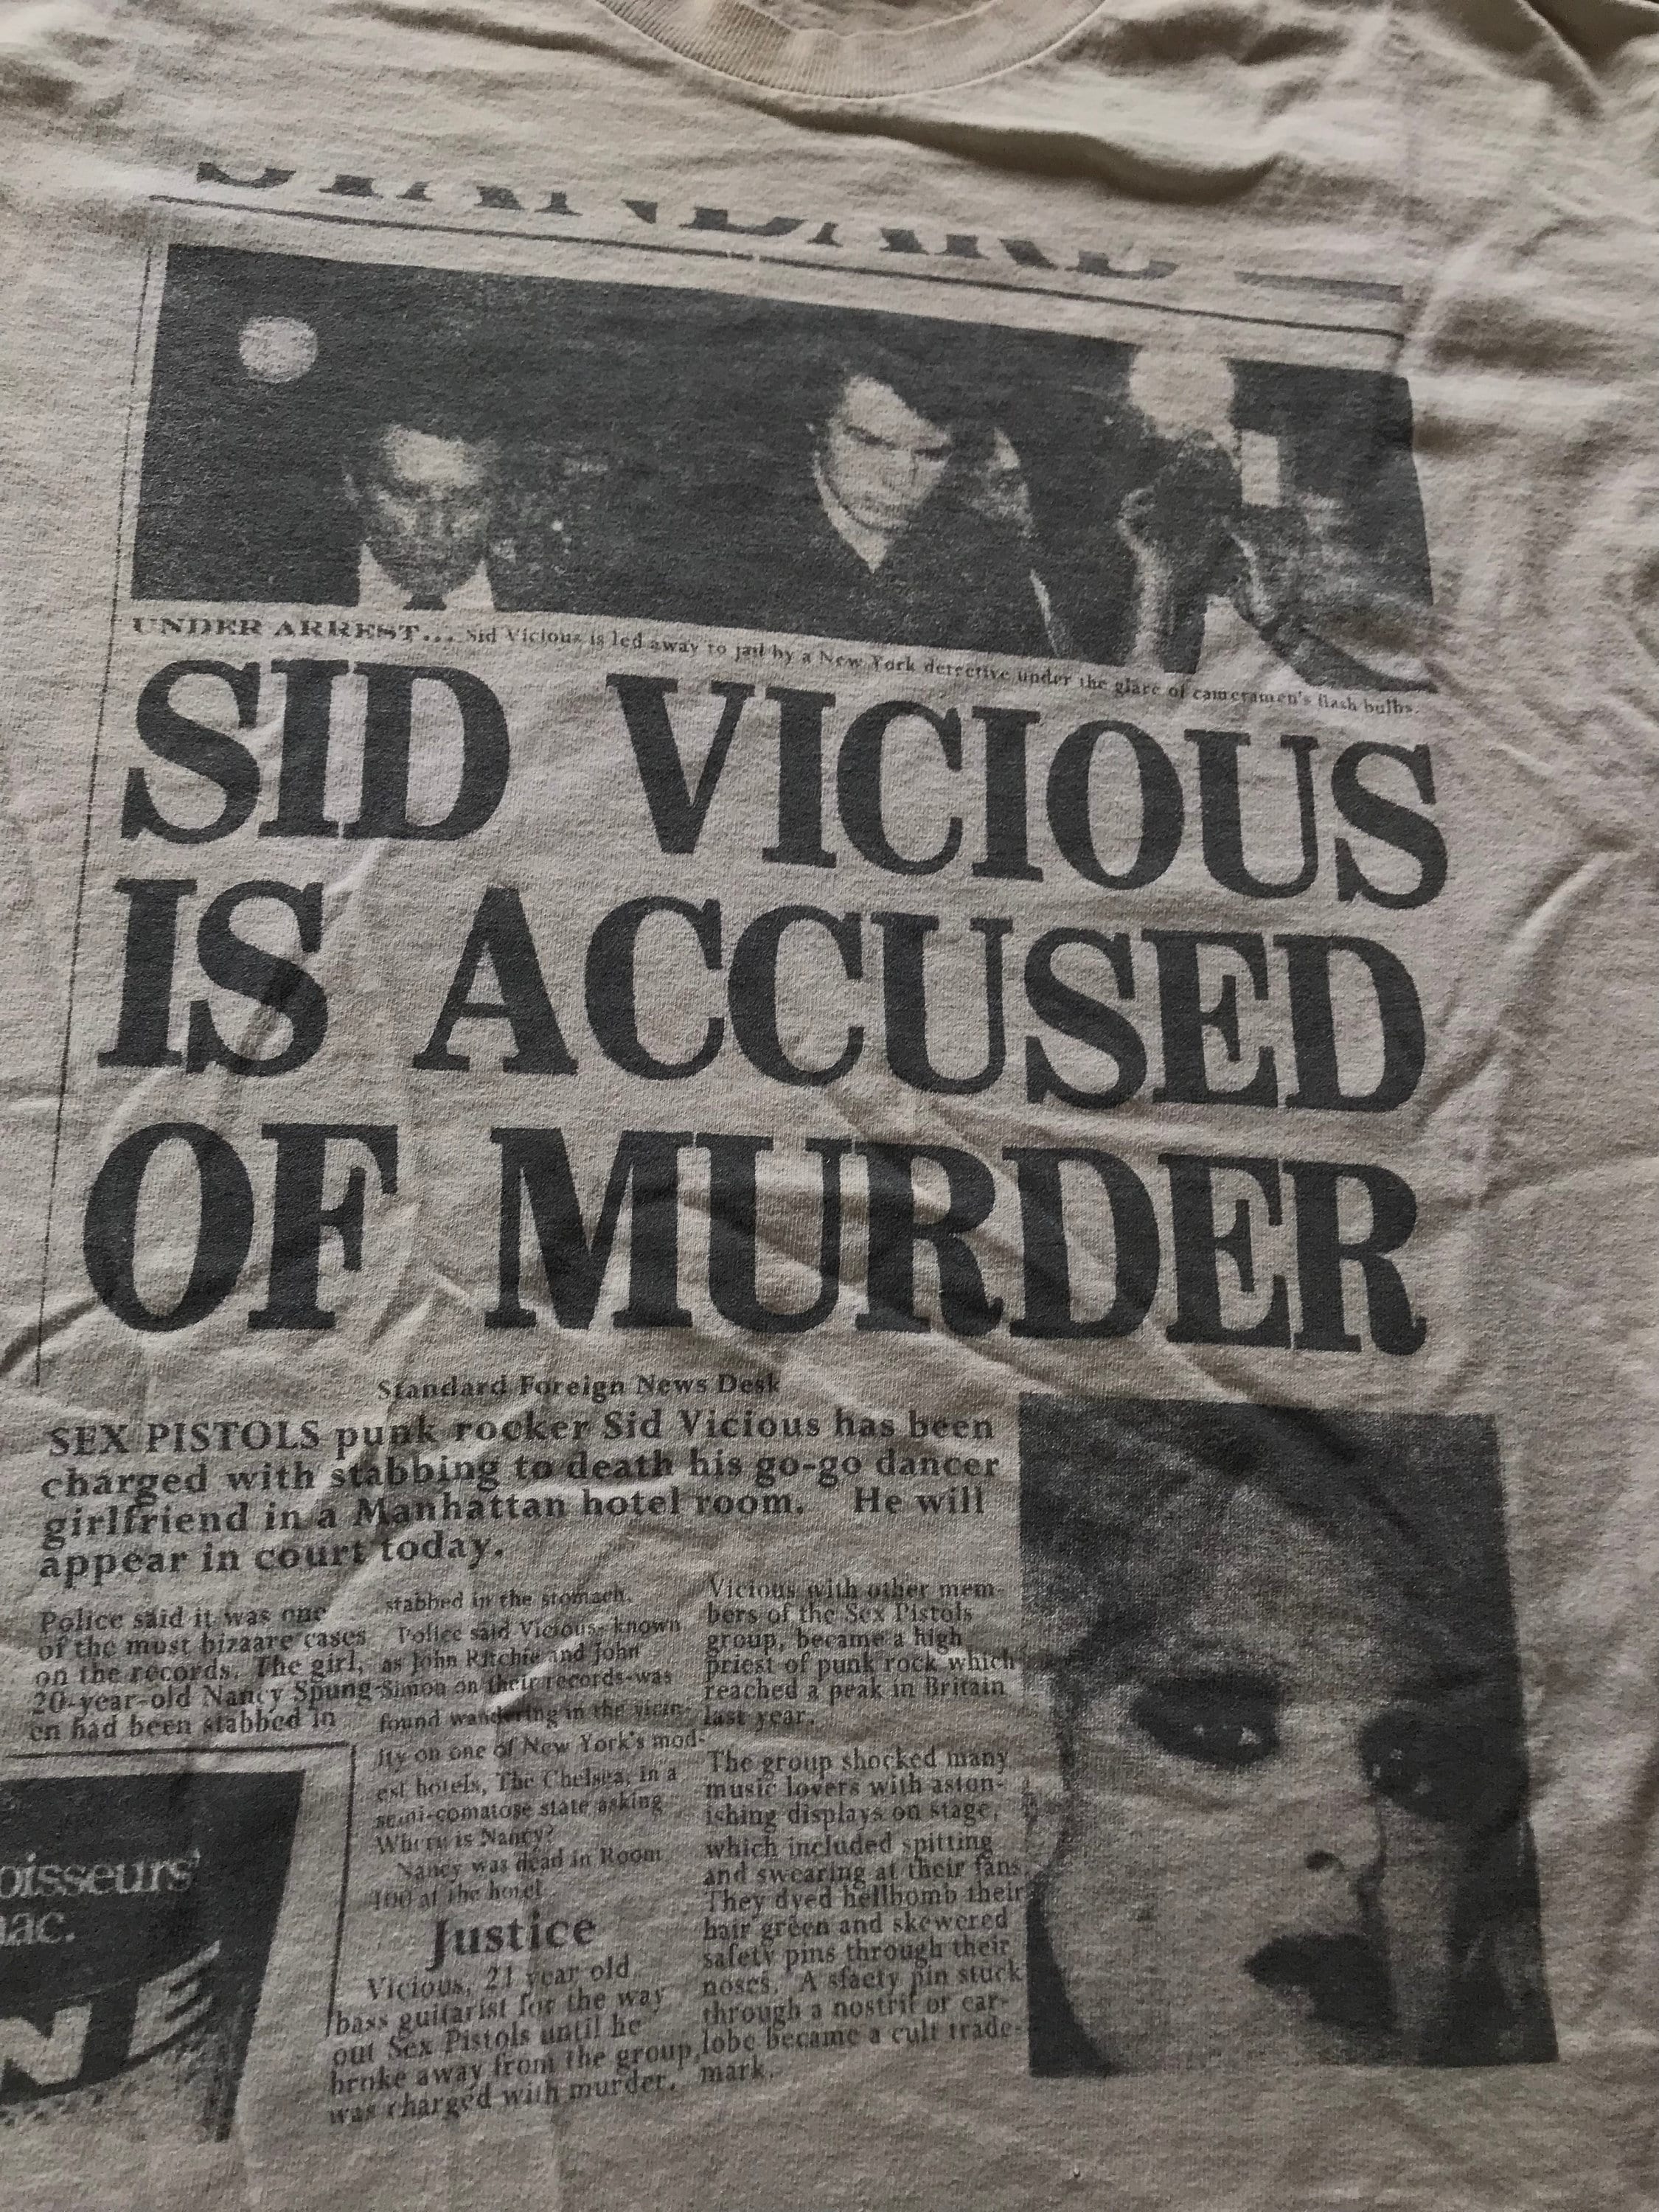 STANDARD
UNDER ARREST... Sid Vicious is led away to jail by a New York detective under the glare of cameramen's flash bulbs.
SID VICIOUS
IS ACCUSED
OF MURDER
Standard Foreign News Desk
SEX PISTOLS punk rocker Sid Vicious has been
charged with stabbing to death his go-go dancer
girlfriend in a Manhattan hotel room. He will
appear in court today.
Police said it was one
of the most bizaare cases
on the records. The girl,
20-year-old Nancy Spung-
en had been stabbed in
oisseurs'
nac.
N
stabbed in the stomach.
Police said Vicious- known
as John Ritchie and John
Simon on their records-was
found wandering in the vicin-
ity on one of New York's mod-
est hotels, The Chelsea, in a
semi-comatose state asking
Where is Nancy?
Nancy was dead in Room
100 at the hotel
Justice
Vicious, 21 year old
bass guitarist for the way
out Sex Pistols until he
broke away from the group,
was charged with murder.
Vicious with other mem-
bers of the Sex Pistols
group, became a high
priest of punk rock which
reached a peak in Britain
last year.
The group shocked many
music lovers with aston-
ishing displays on stage,
which included spitting
and swearing at their fans.
They dyed hellbomb their
hair green and skewered
safety pins through their
noses. A sfaety pin stuck
through a nostril or ear-
lobe became a cult trade-
mark.